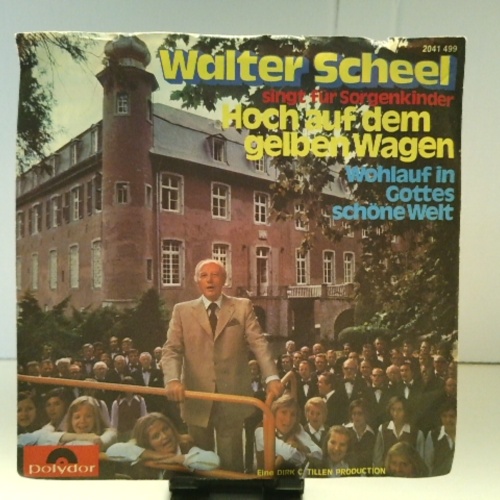 2041 499
Walter Scheel
singt für Sorgenkinder
Hoch auf dem
gelben Wagen
Wohlauf in
Gottes
schöne Welt
polydor
Eine DIRK C. TILLEN PRODUCTION